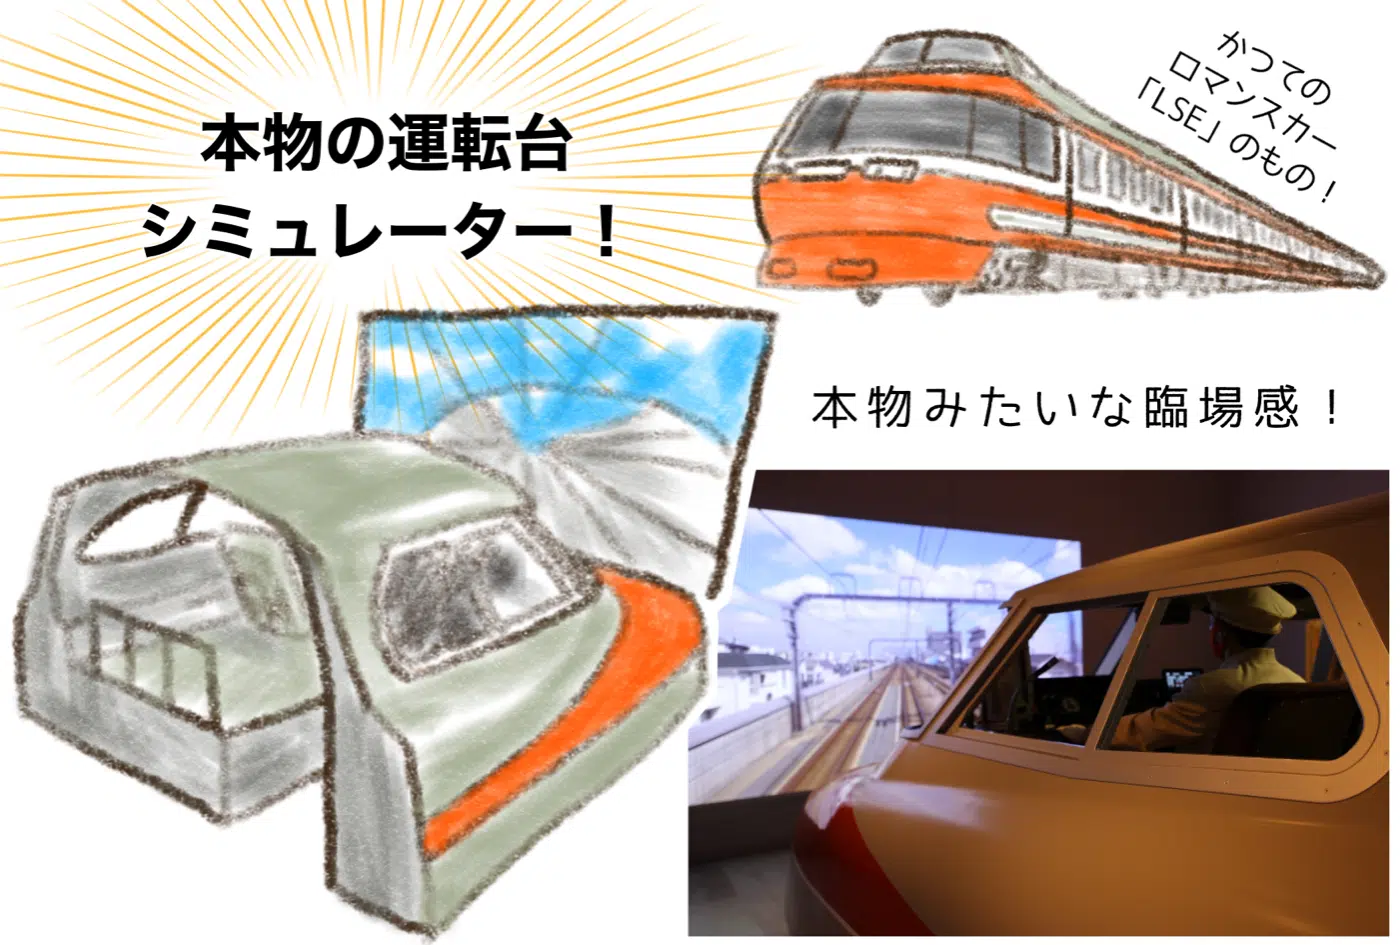 本物の運転台
シミュレーター！
かつての
ロマンスカー
「LSE」のもの！
本物みたいな臨場感！